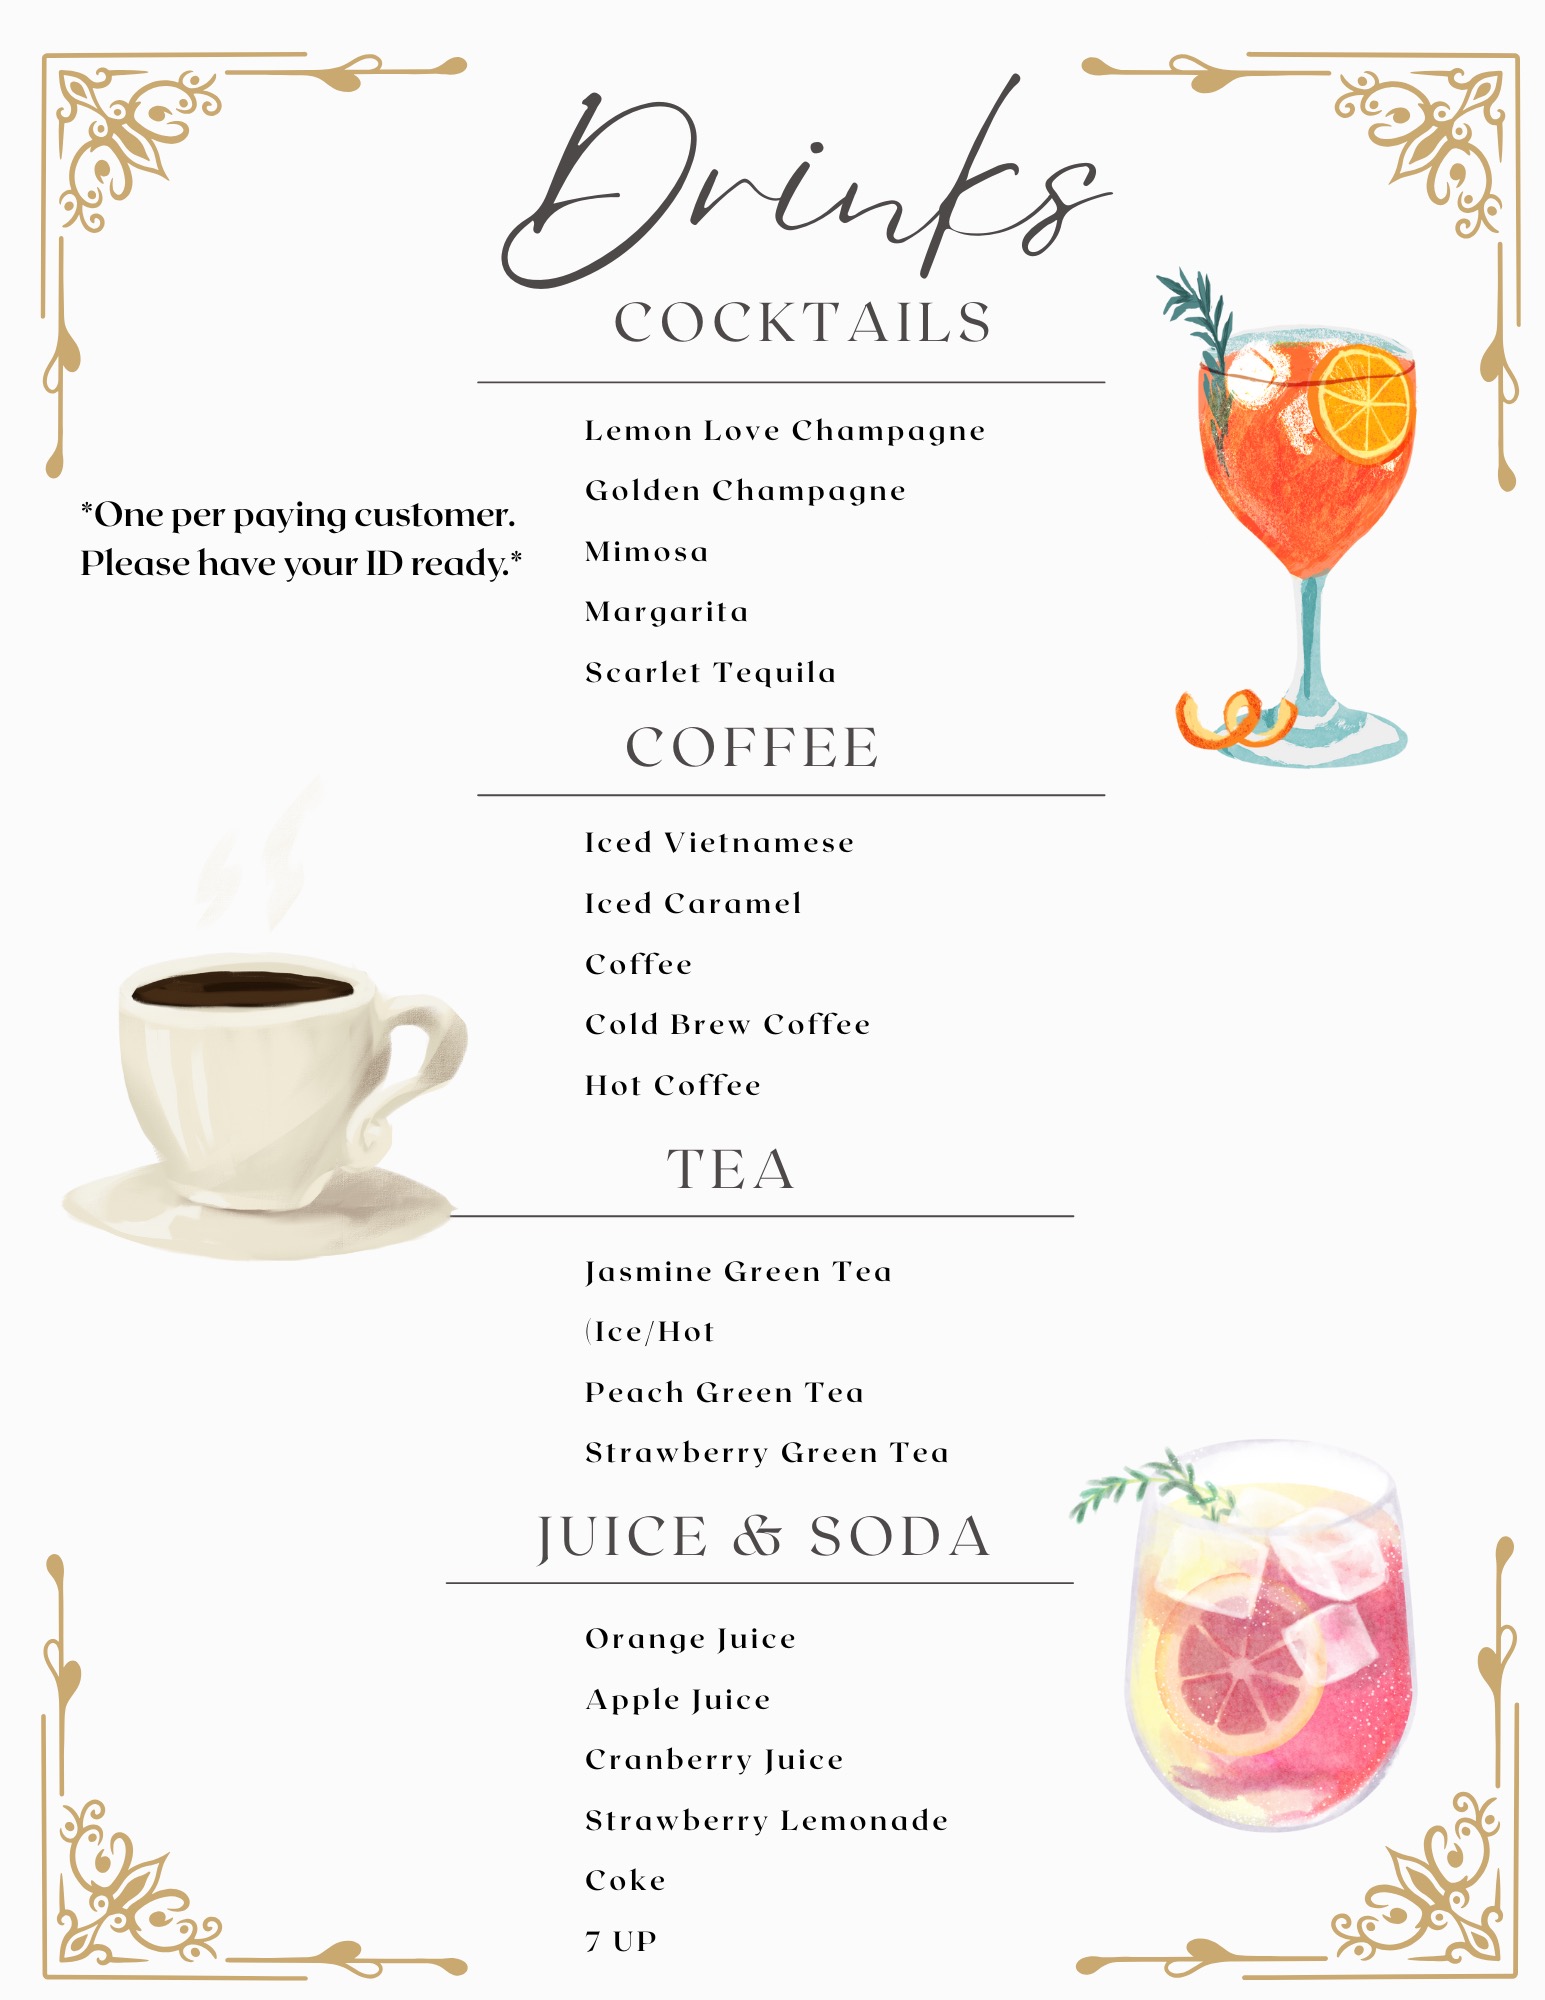 Drinks
COCKTAILS
Lemon Love Champagne
Golden Champagne
*One per paying customer.
Please have your ID ready.*
Mimosa
Margarita
Scarlet Tequila
COFFEE
Iced Vietnamese
Iced Caramel
Coffee
Cold Brew Coffee
Hot Coffee
TEA
Jasmine Green Tea
(Ice/Hot
Peach Green Tea
Strawberry Green Tea
JUICE & SODA
Orange Juice
Apple Juice
Cranberry Juice
Strawberry Lemonade
Coke
7 UP